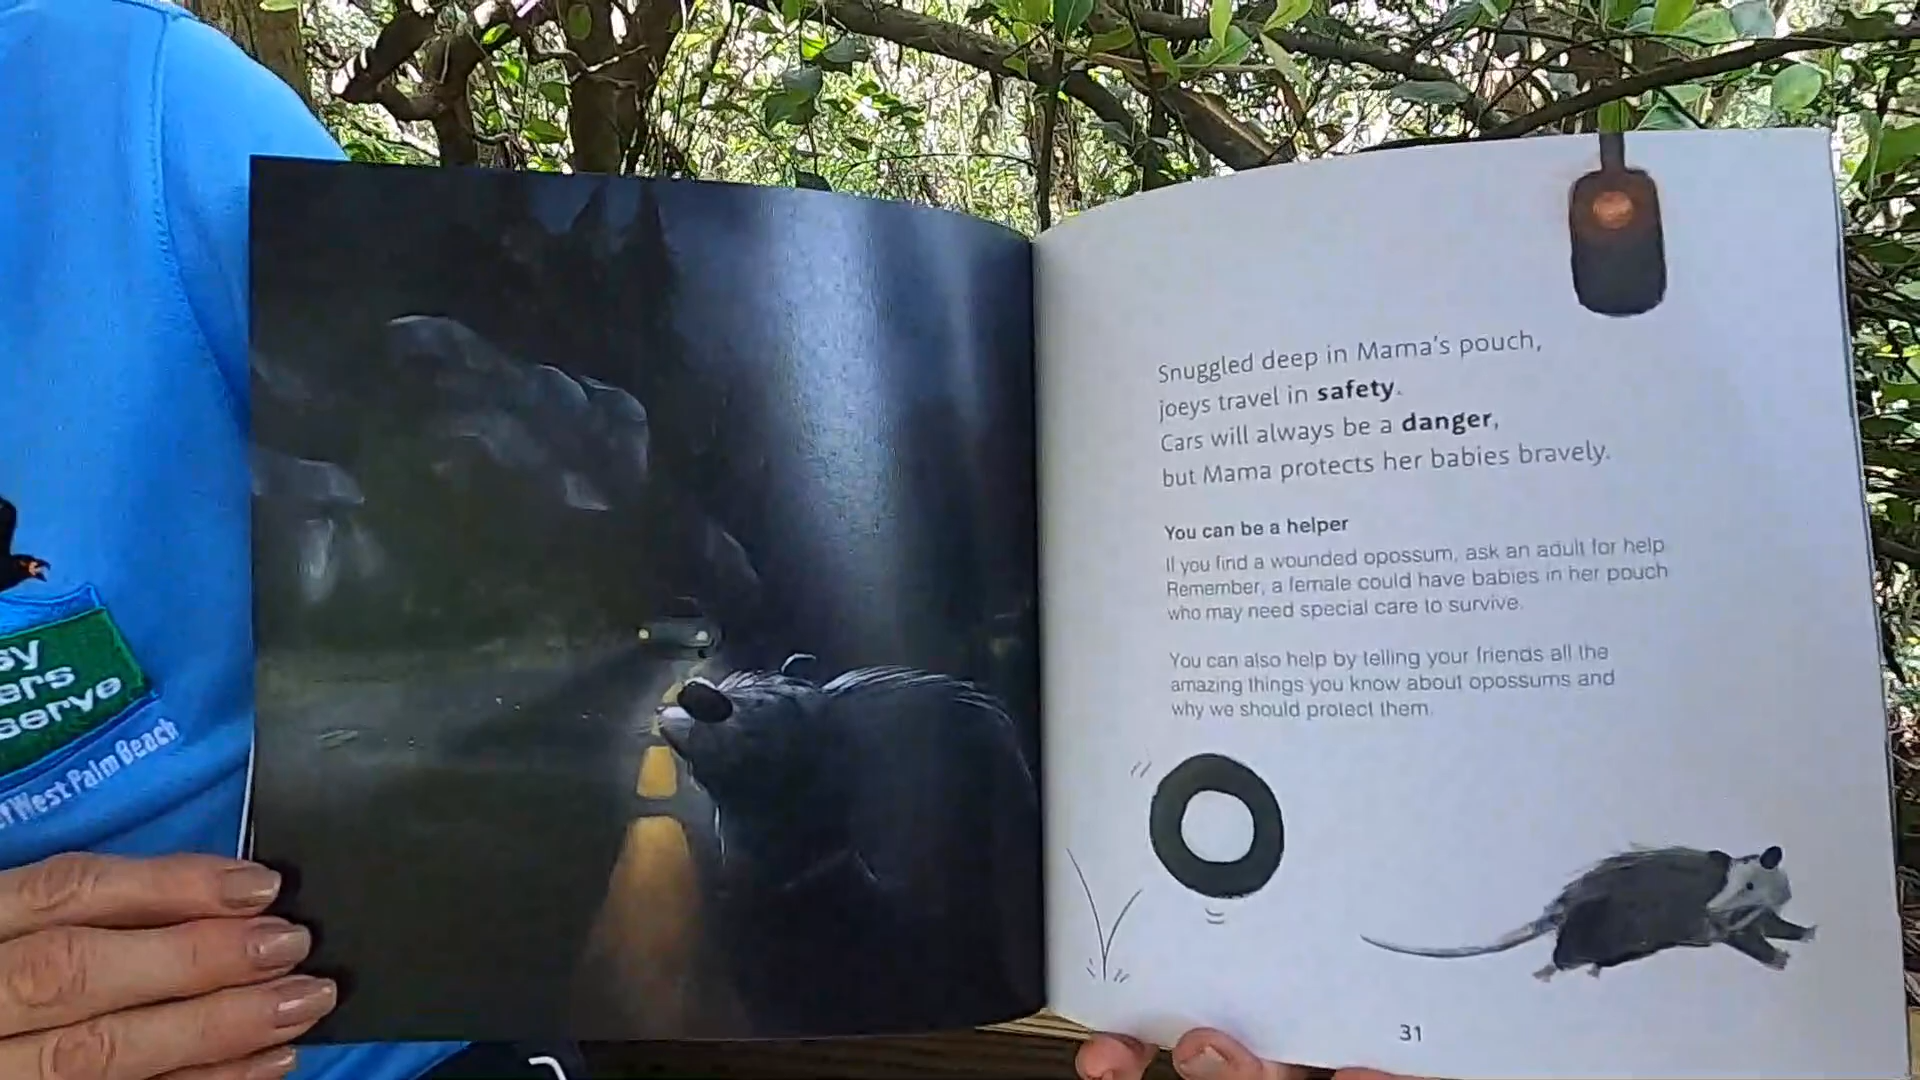 sy
ers
serve
West Palm Beach
Snuggled deep in Mama's pouch,
joeys travel in safety.
Cars will always be a danger,
but Mama protects her babies bravely.
You can be a helper
If you find a wounded opossum, ask an adult for help.
Remember, a female could have babies in her pouch
who may need special care to survive.
You can also help by telling your friends all the
amazing things you know about opossums and
why we should protect them.
31